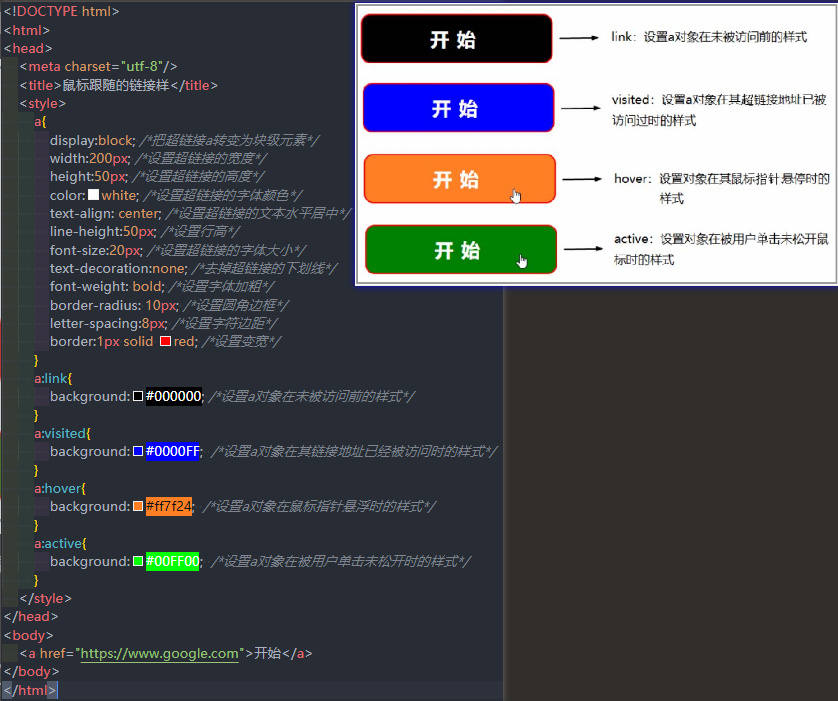 <!DOCTYPE html>
<html>
<head>
<meta charset="utf-8"/>
<title>鼠标跟随的链接样</title>
<style>
a{
display:block; /*把超链接a转变为块级元素*/
width:200px; /*设置超链接的宽度*/
height:50px; /*设置超链接的高度*/
color: white; /*设置超链接的字体颜色*/
text-align: center; /*设置超链接的文本水平居中*/
line-height:50px; /*设置行高*/
font-size:20px; /*设置超链接的字体大小*/
text-decoration:none; /*去掉超链接的下划线*/
font-weight: bold; /*设置字体加粗*/
border-radius: 10px; /*设置圆角边框*/
letter-spacing:8px; /*设置字符边距*/
border:1px solid red; /*设置变宽*/
}
a:link{
background: #000000; /*设置a对象在未被访问前的样式*/
}
a:visited{
background: #0000FF; /*设置a对象在其链接地址已经被访问时的样式*/
}
a:hover{
background: #ff7f24; /*设置a对象在鼠标指针悬浮时的样式*/
}
a:active{
background: #00FF00; /*设置a对象在被用户单击未松开时的样式*/
}
</style>
</head>
<body>
<a href="https://www.google.com">开始</a>
</body>
</html>
开始
link：设置a对象在未被访问前的样式
开始
visited：设置a对象在其超链接地址已被
访问过时的样式
开始
hover：设置对象在其鼠标指针悬停时的
样式
开始
active：设置对象在被用户单击未松开鼠
标时的样式